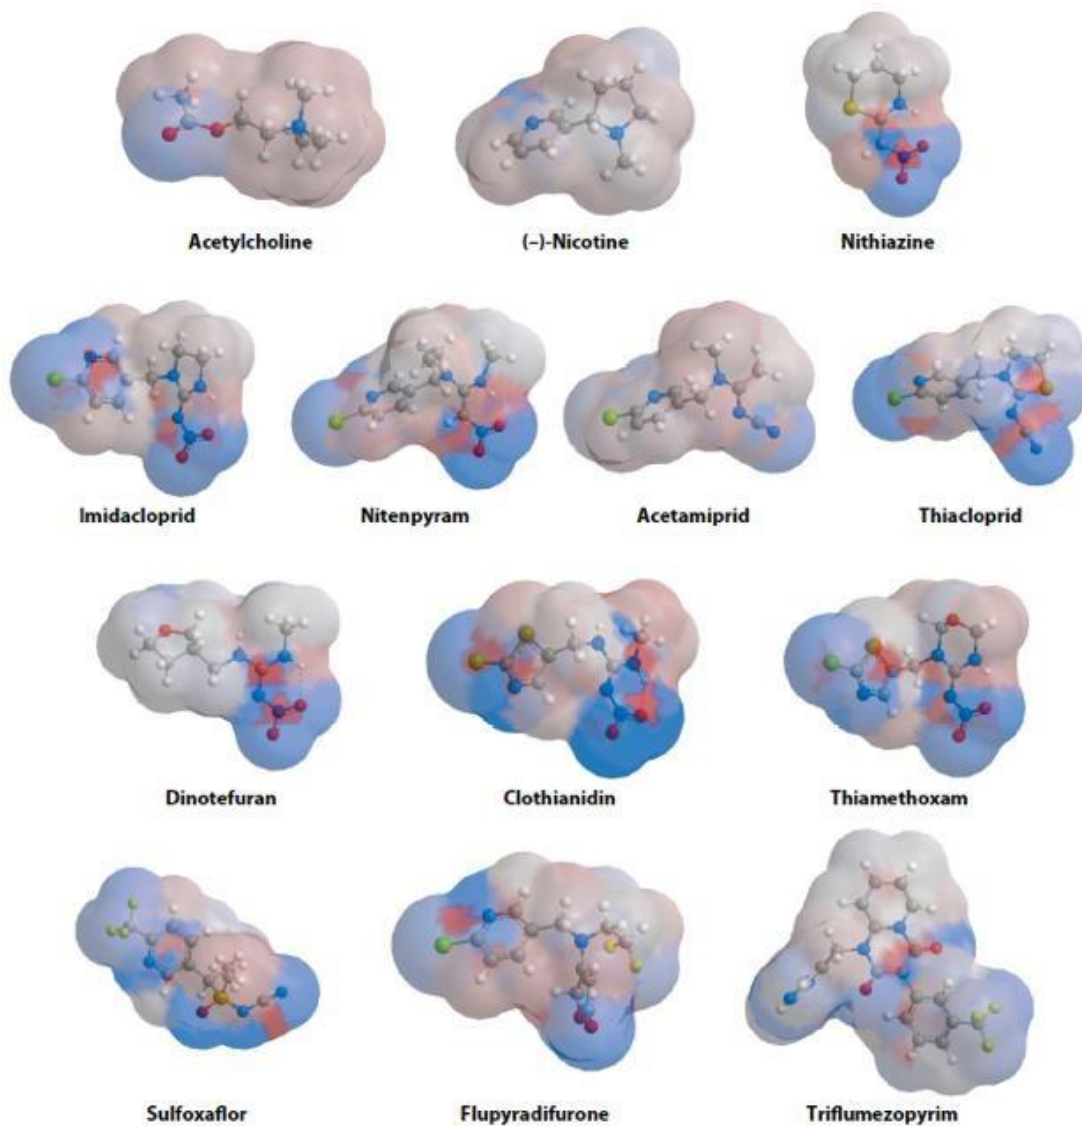 Acetylcholine
(–)-Nicotine
Nithiazine
Imidacloprid
Nitenpyram
Acetamiprid
Thiacloprid
Dinotefuran
Clothianidin
Thiamethoxam
Sulfoxaflor
Flupyradifurone
Triflumezopyrim